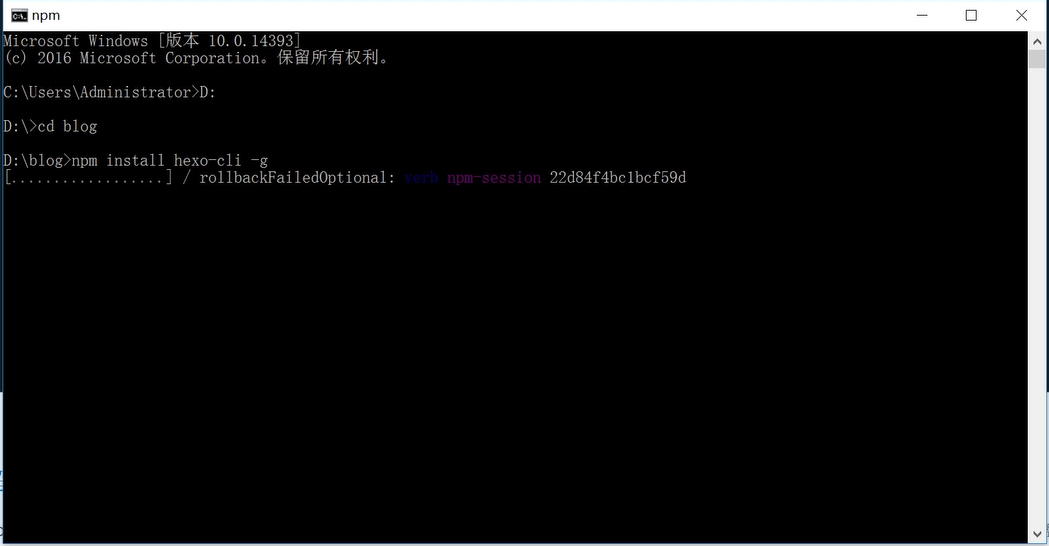 npm
Microsoft Windows [版本 10.0.14393]
(c) 2016 Microsoft Corporation。保留所有权利。
C:\Users\Administrator>D:
D:\>cd blog
D:\blog>npm install hexo-cli -g
[..................] / rollbackFailedOptional: verb npm-session 22d84f4bc1bcf59d